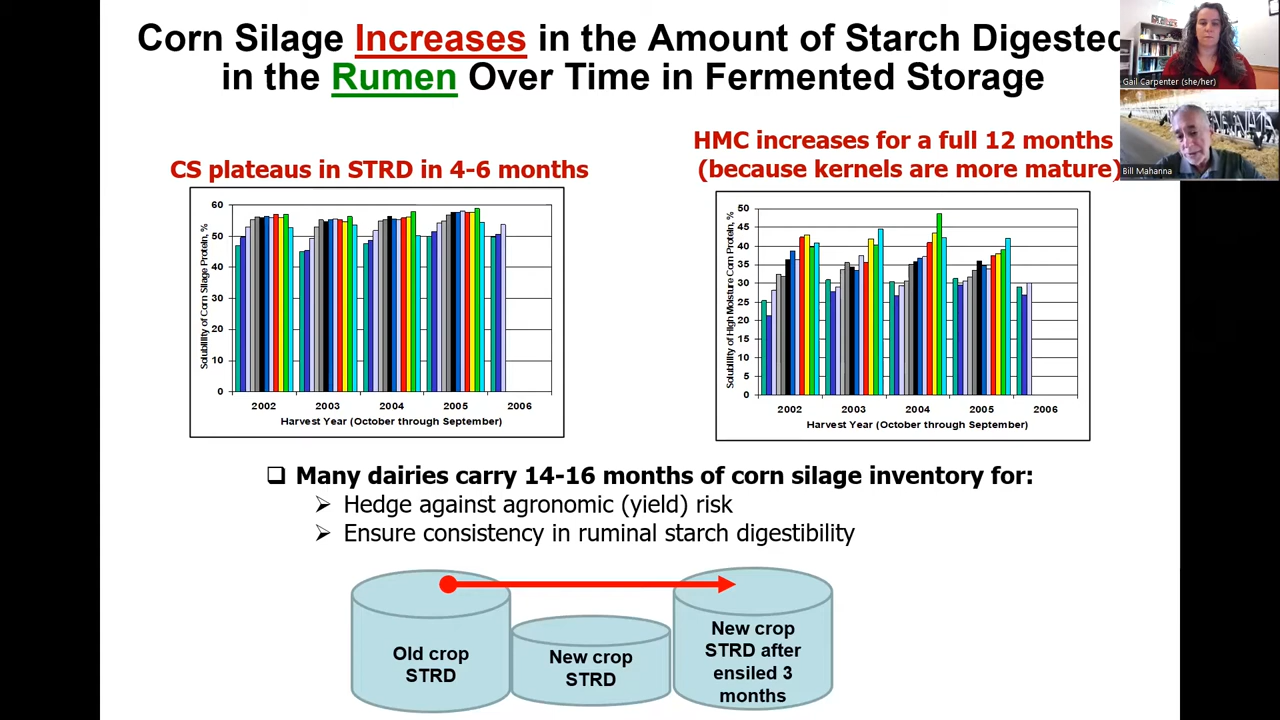 Corn Silage Increases in the Amount of Starch Digested
in the Rumen Over Time in Fermented Storage
Gail Carpenter (she/her)
Bill Mahanna
CS plateaus in STRD in 4-6 months
HMC increases for a full 12 months
(because kernels are more mature)
Solubility of Corn Silage Protein, %
60
50
40
30
20
10
0
2002 2003 2004 2005 2006
Harvest Year (October through September)
Solubility of High Moisture Corn Protein, %
50
45
40
35
30
25
20
15
10
5
0
2002 2003 2004 2005 2006
Harvest Year (October through September)
Many dairies carry 14-16 months of corn silage inventory for:
Hedge against agronomic (yield) risk
Ensure consistency in ruminal starch digestibility
Old crop
STRD
New crop
STRD
New crop
STRD after
ensiled 3
months